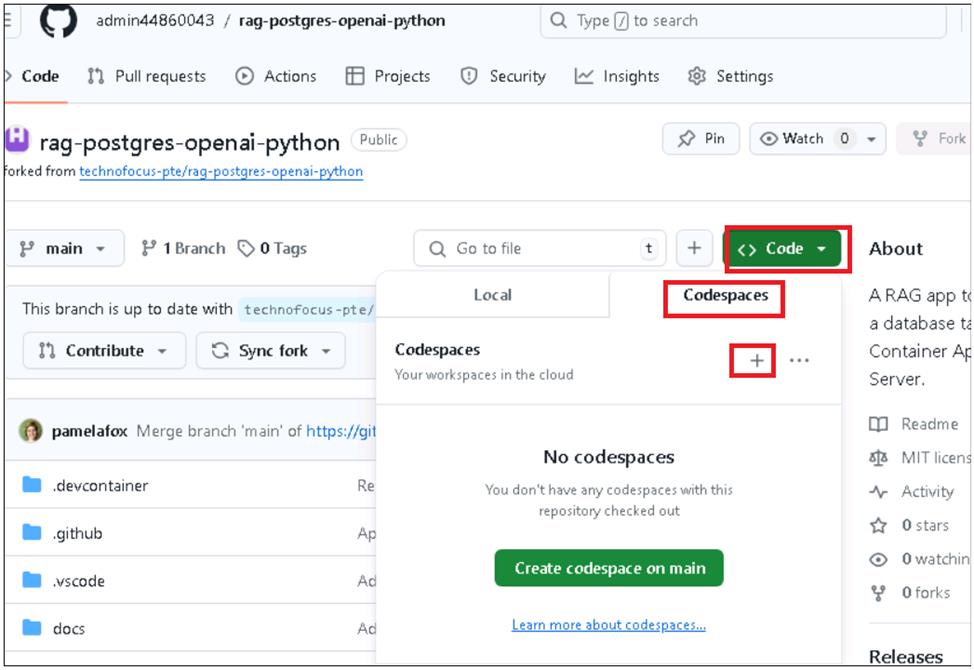 admin44860043 / rag-postgres-openai-python
Type / to search
Code Pull requests Actions Projects Security Insights Settings
rag-postgres-openai-python Public
Pin Watch 0 Fork
forked from technofocus-pte/rag-postgres-openai-python
main 1 Branch 0 Tags
Go to file t
Code
About
This branch is up to date with technofocus-pte/
Contribute Sync fork
Local Codespaces
Codespaces
Your workspaces in the cloud
No codespaces
You don't have any codespaces with this
repository checked out
Create codespace on main
Learn more about codespaces...
A RAG app to
a database ta
Container Ap
Server.
pamelafox Merge branch 'main' of https://git
.devcontainer Re
.github Ap
.vscode Ad
docs Ad
Readme
MIT licens
Activity
0 stars
0 watchin
0 forks
Releases